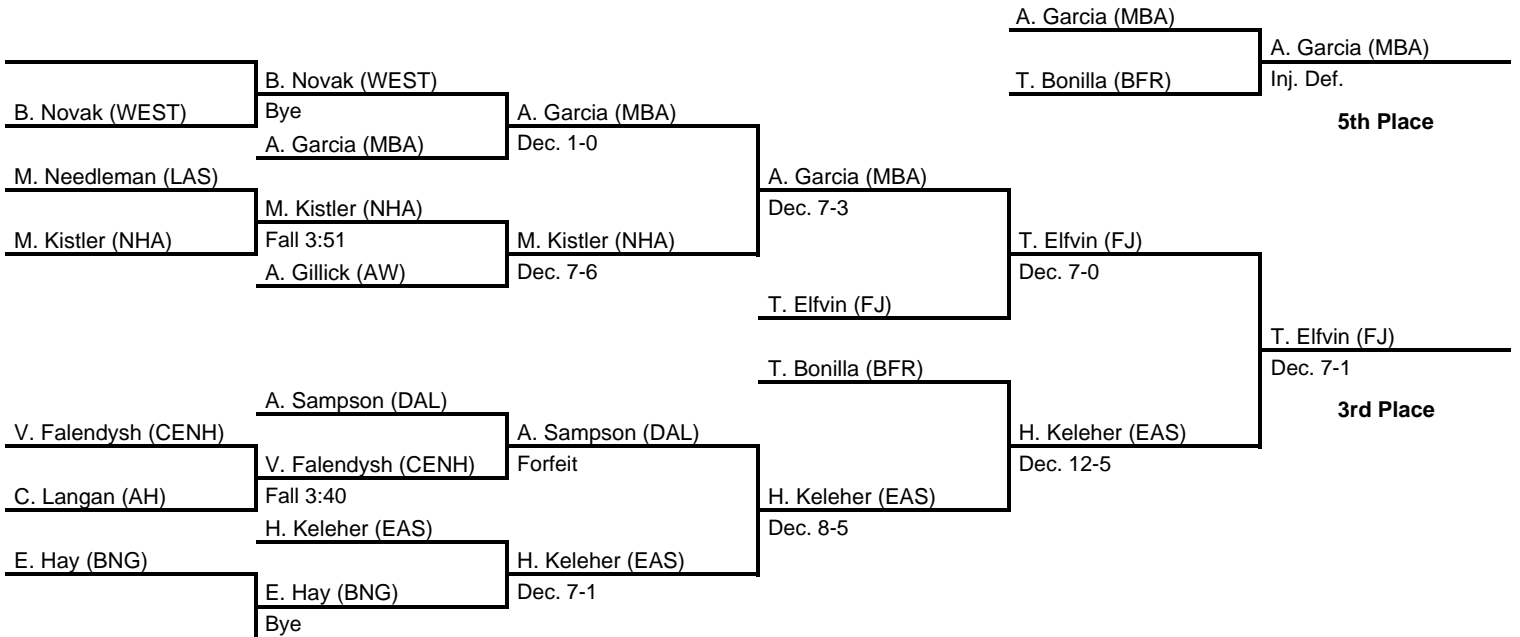 A. Garcia (MBA)
A. Garcia (MBA)
B. Novak (WEST)
T. Bonilla (BFR)
Inj. Def.
B. Novak (WEST)
Bye
A. Garcia (MBA)
5th Place
A. Garcia (MBA)
Dec. 1-0
M. Needleman (LAS)
A. Garcia (MBA)
M. Kistler (NHA)
Dec. 7-3
M. Kistler (NHA)
Fall 3:51
M. Kistler (NHA)
T. Elfvin (FJ)
A. Gillick (AW)
Dec. 7-6
Dec. 7-0
T. Elfvin (FJ)
T. Elfvin (FJ)
T. Bonilla (BFR)
Dec. 7-1
A. Sampson (DAL)
3rd Place
V. Falendysh (CENH)
A. Sampson (DAL)
H. Keleher (EAS)
V. Falendysh (CENH)
Forfeit
Dec. 12-5
C. Langan (AH)
Fall 3:40
H. Keleher (EAS)
H. Keleher (EAS)
Dec. 8-5
E. Hay (BNG)
H. Keleher (EAS)
E. Hay (BNG)
Dec. 7-1
Bye